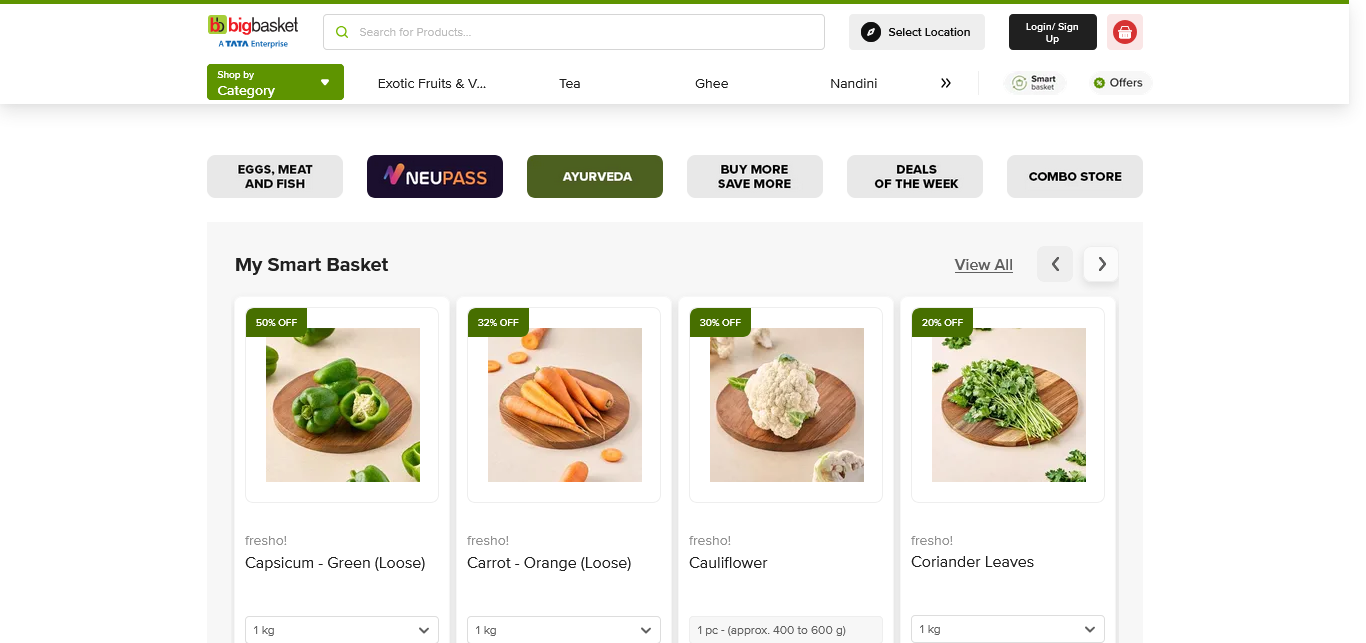 bb bigbasket
A TATA Enterprise
Search for Products...
Select Location
Login/ Sign
Up
Shop by
Category
Exotic Fruits & V...
Tea
Ghee
Nandini
Smart
basket
Offers
EGGS, MEAT
AND FISH
NEUPASS
AYURVEDA
BUY MORE
SAVE MORE
DEALS
OF THE WEEK
COMBO STORE
My Smart Basket
View All
50% OFF
32% OFF
30% OFF
20% OFF
fresho!
Capsicum - Green (Loose)
fresho!
Carrot - Orange (Loose)
fresho!
Cauliflower
fresho!
Coriander Leaves
1 kg
1 kg
1 pc - (approx. 400 to 600 g)
1 kg